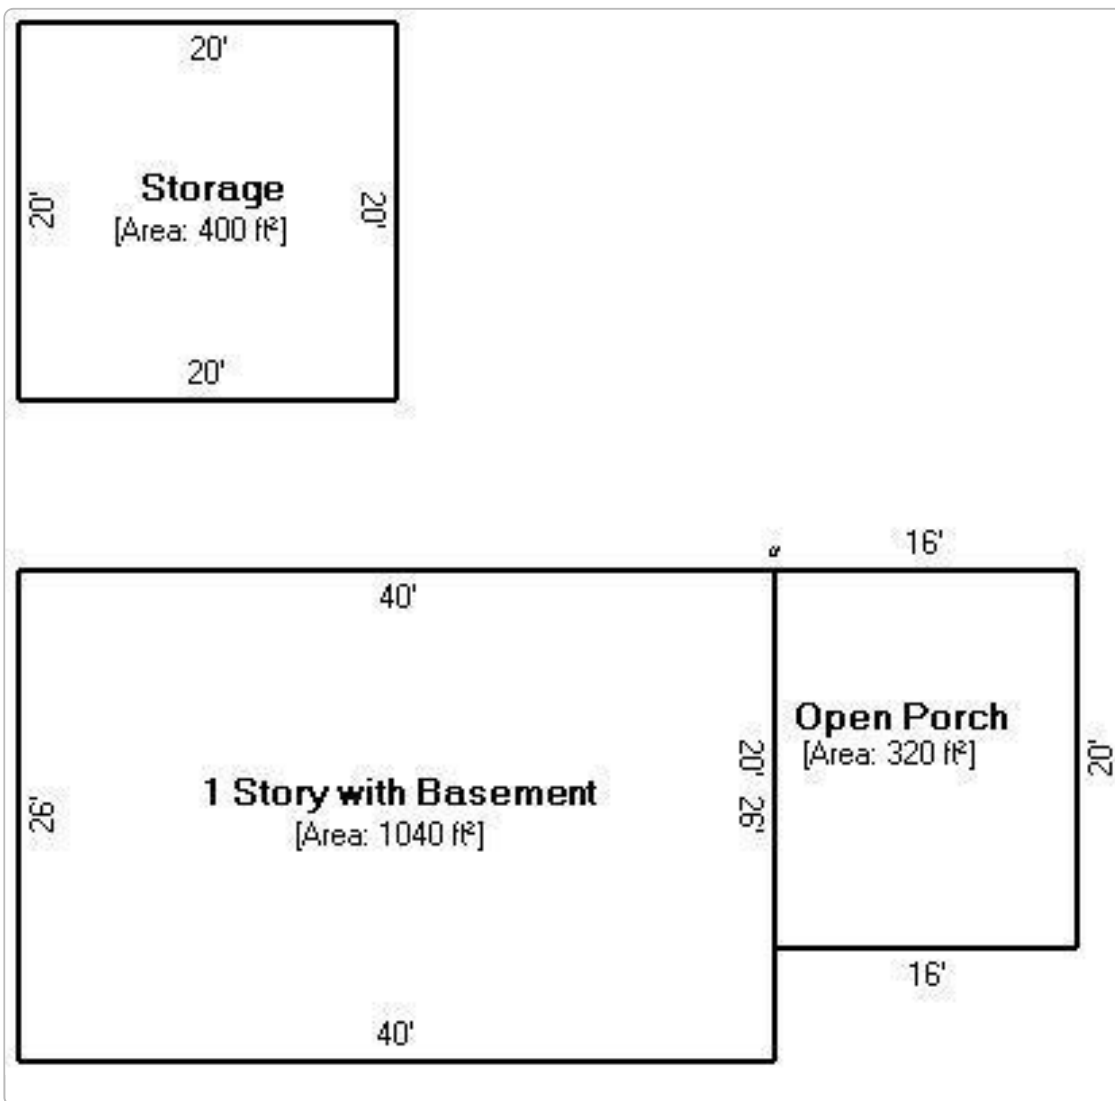 20'
Storage
[Area: 400 ft²]
20'
20'
20'
16'
40'
Open Porch
[Area: 320 ft²]
20'
20'
1 Story with Basement
[Area: 1040 ft²]
26'
26'
16'
40'